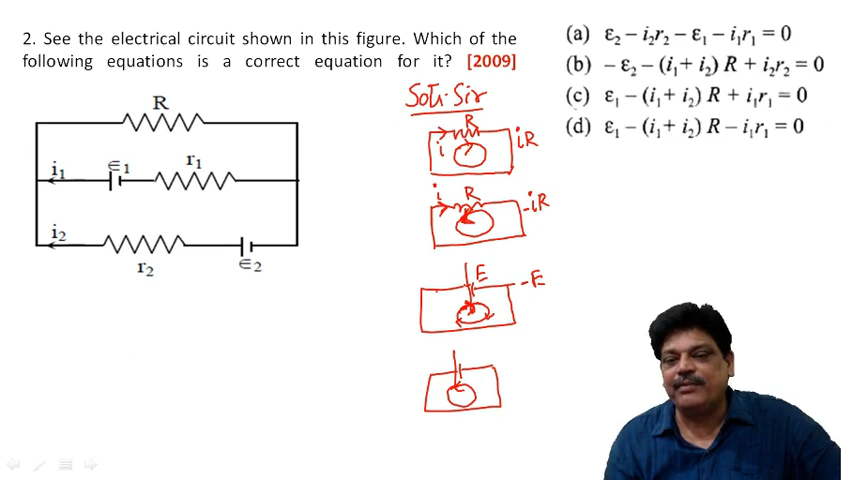 2. See the electrical circuit shown in this figure. Which of the
following equations is a correct equation for it? [2009]
(a) ε₂ − i₂r₂ − ε₁ − i₁r₁ = 0
(b) − ε₂ − (i₁+ i₂) R + i₂r₂ = 0
(c) ε₁ − (i₁+ i₂) R + i₁r₁ = 0
(d) ε₁ − (i₁+ i₂) R − i₁r₁ = 0
R
i₁
∈1
r₁
i₂
r₂
∈2
R
i
iR
i
R
-iR
E
-E